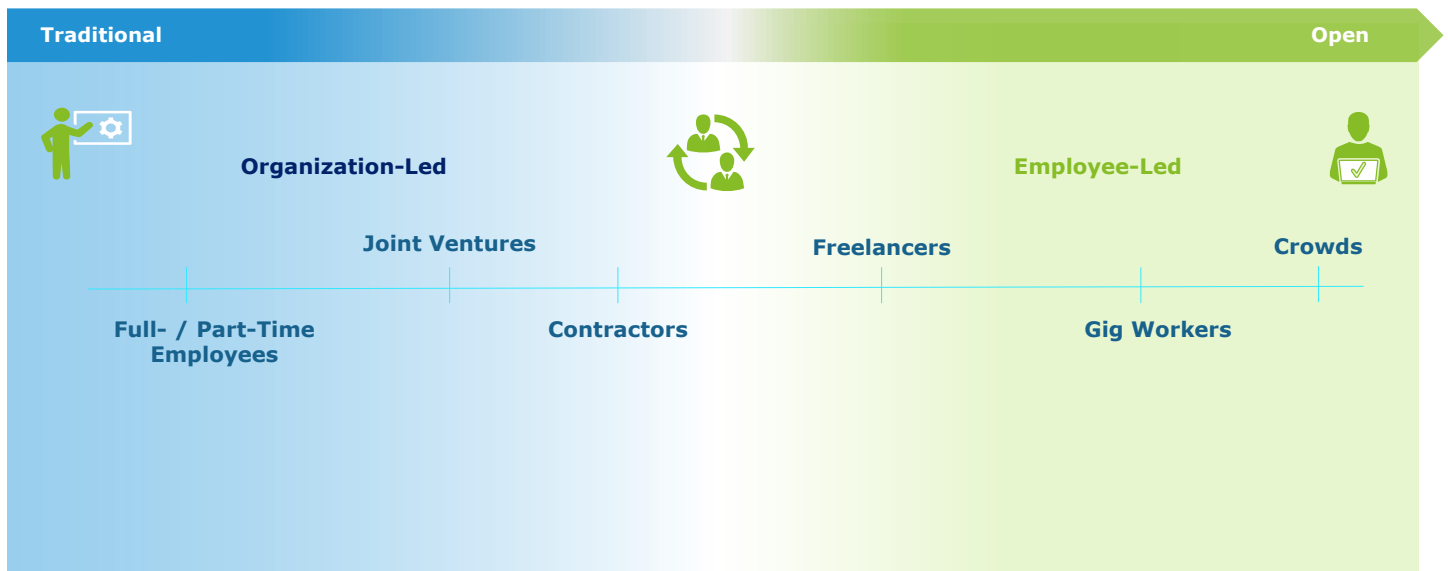 Traditional
Open
Organization-Led
Employee-Led
Joint Ventures
Freelancers
Crowds
Full- / Part-Time
Employees
Contractors
Gig Workers